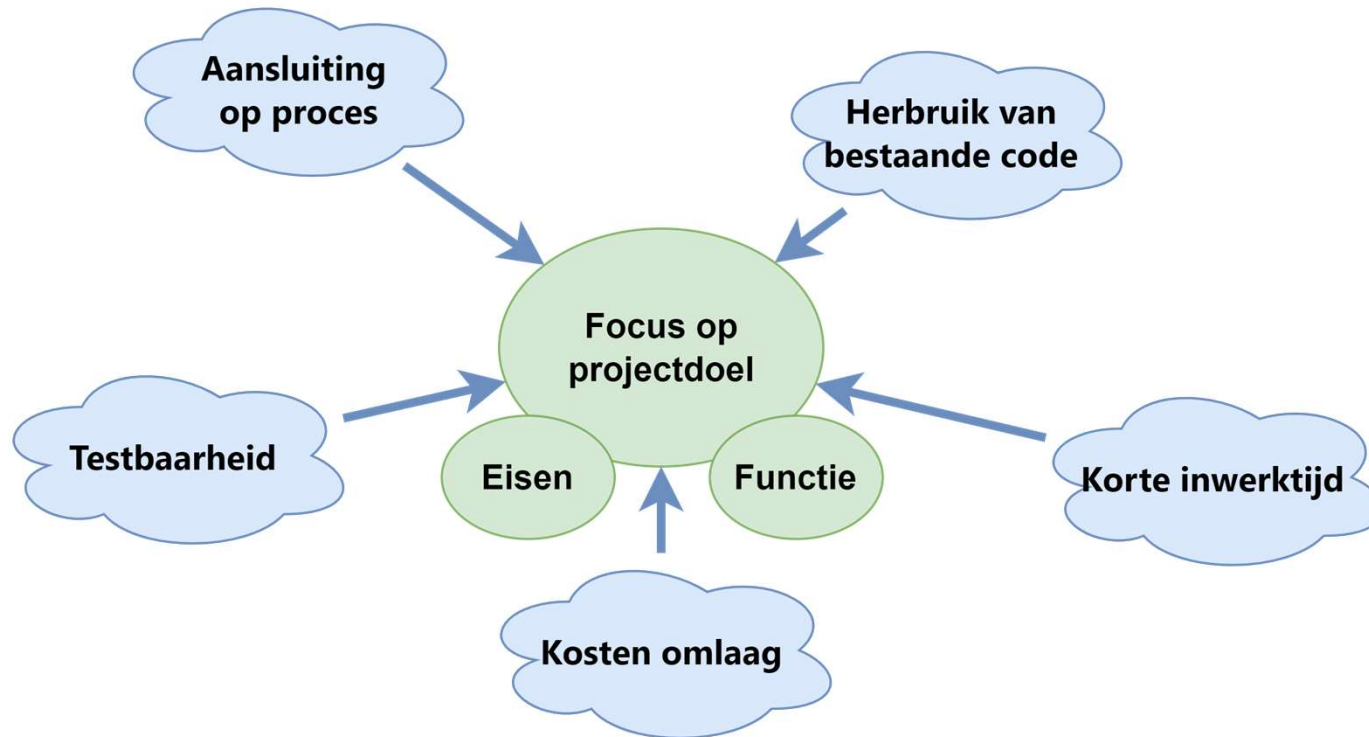 Aansluiting
op proces
Herbruik van
bestaande code
Focus op
projectdoel
Testbaarheid
Eisen
Functie
Korte inwerktijd
Kosten omlaag